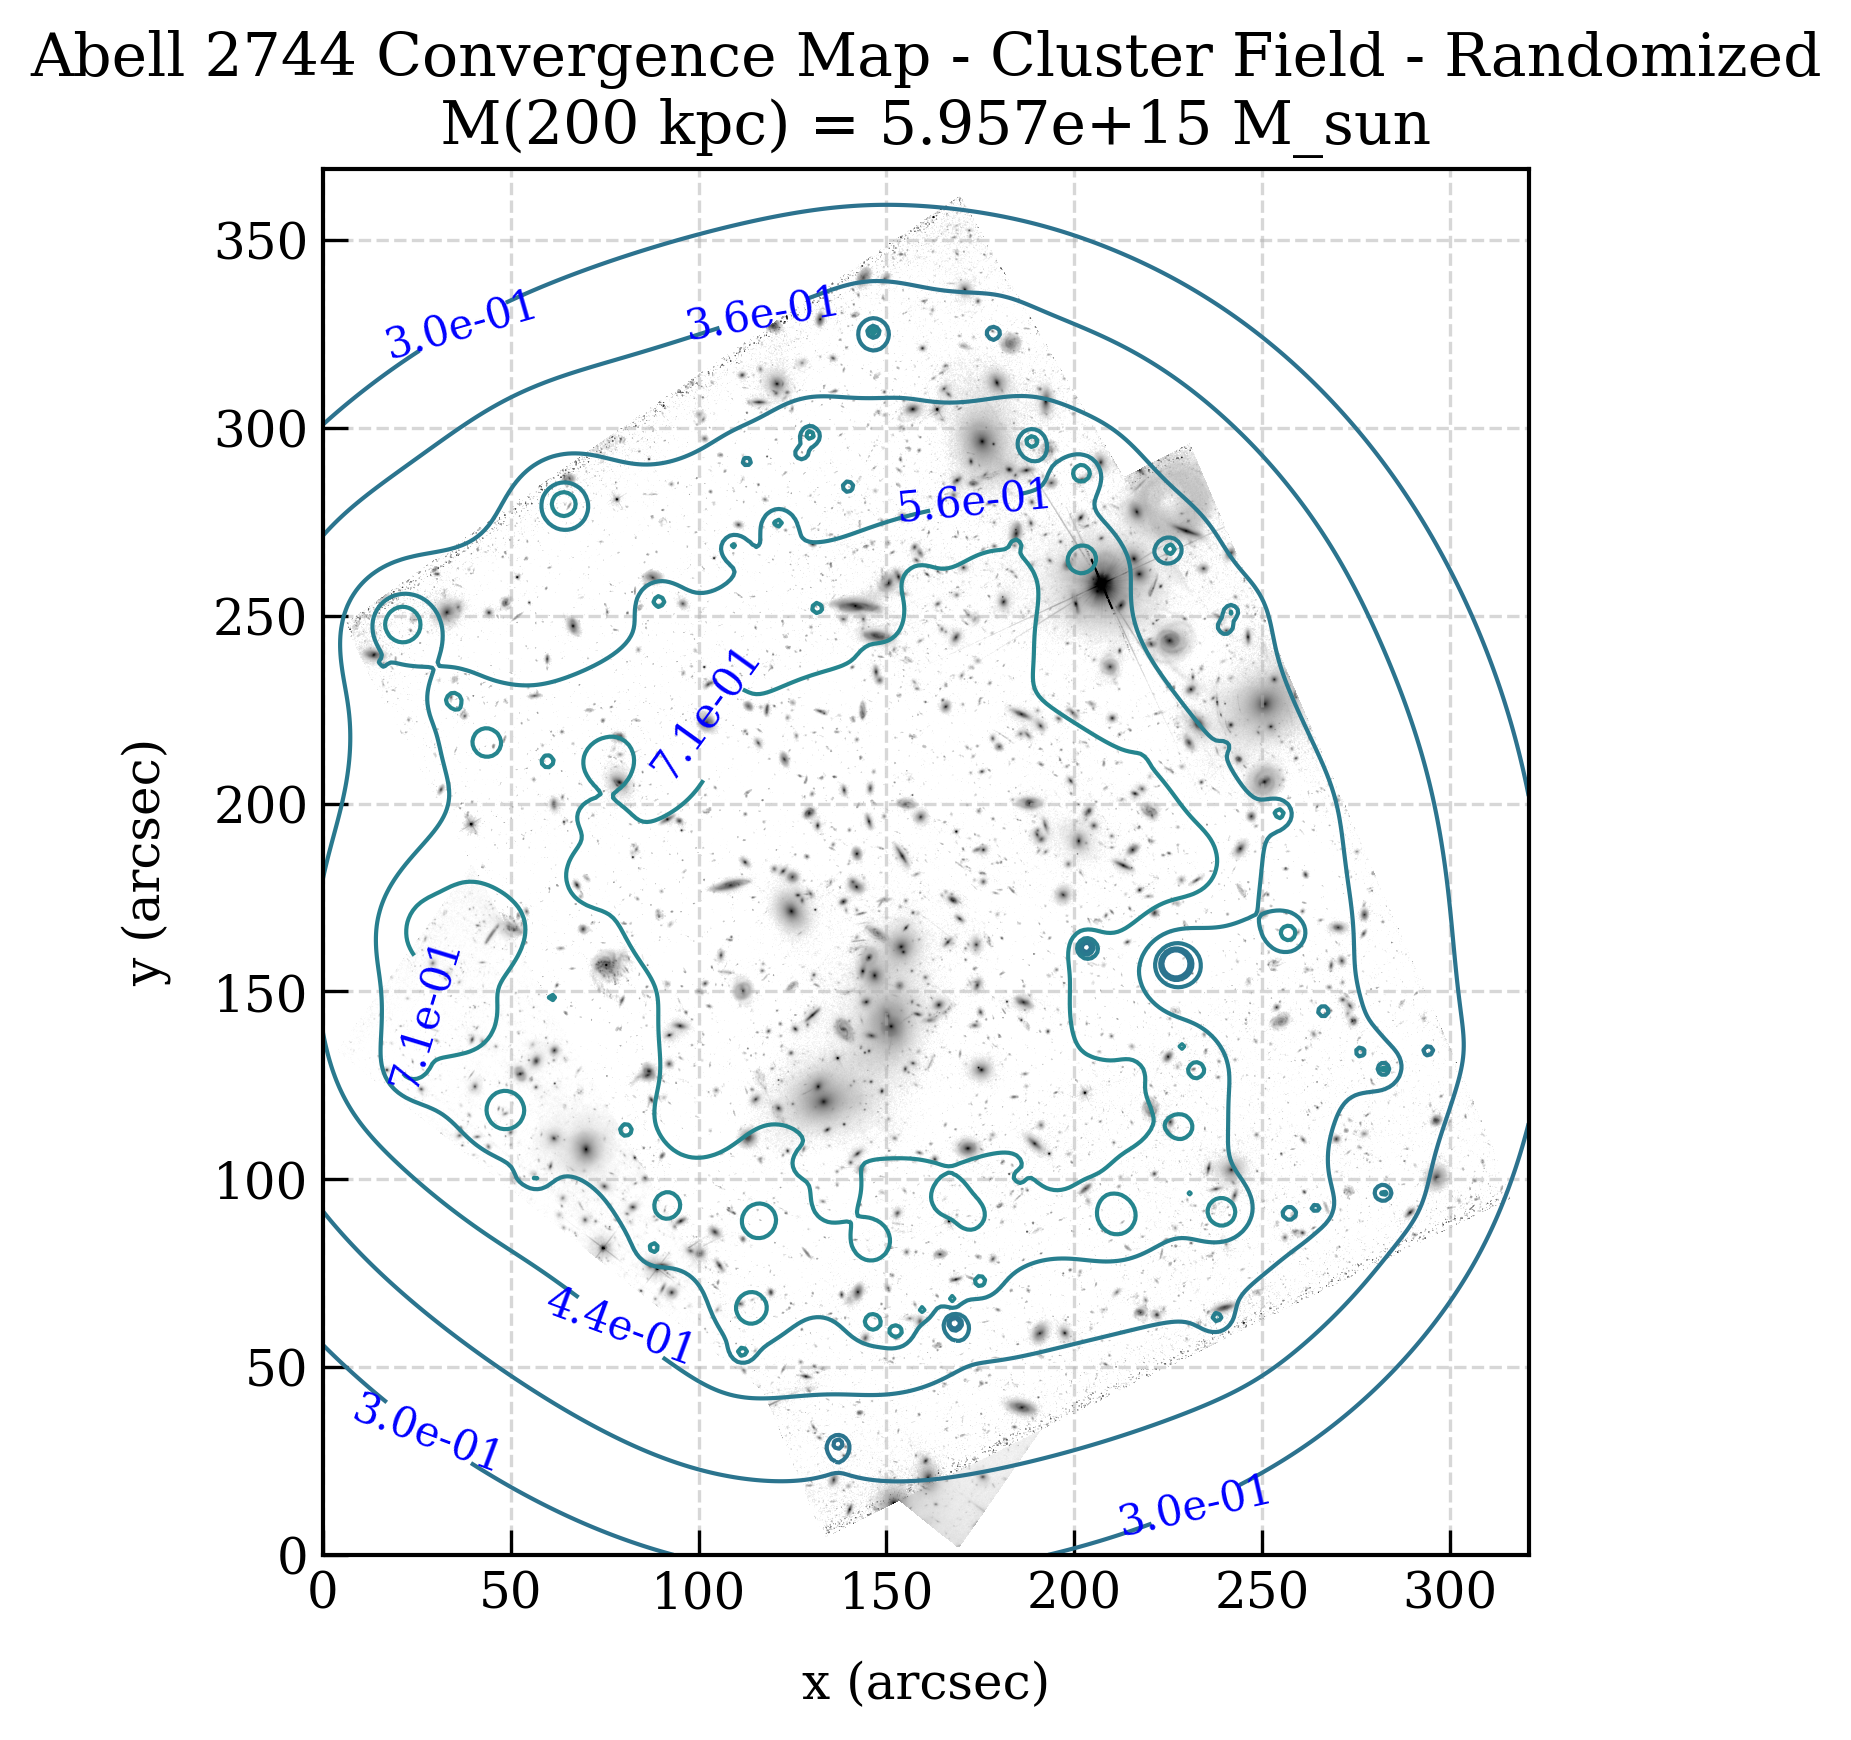 Abell 2744 Convergence Map - Cluster Field - Randomized
M(200 kpc) = 5.957e+15 M_sun
350
300
250
200
150
100
50
0
y (arcsec)
3.0e-01
3.6e-01
5.6e-01
7.1e-01
7.1e-01
4.4e-01
3.0e-01
3.0e-01
0
50
100
150
200
250
300
x (arcsec)